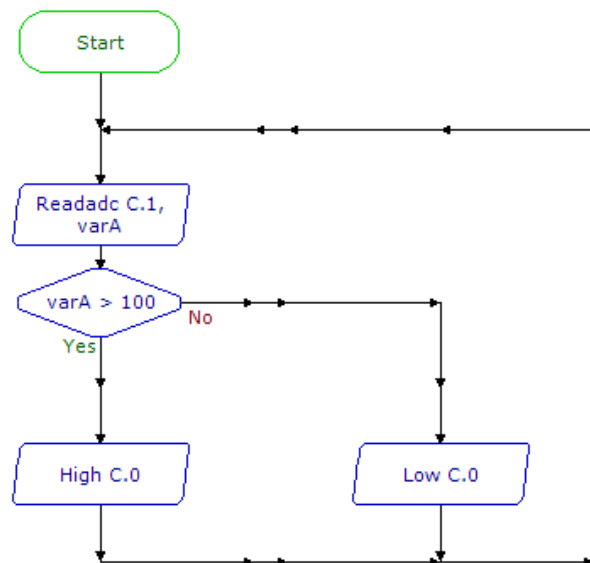 Start
Readadc C.1,
varA
varA > 100
No
Yes
High C.0
Low C.0